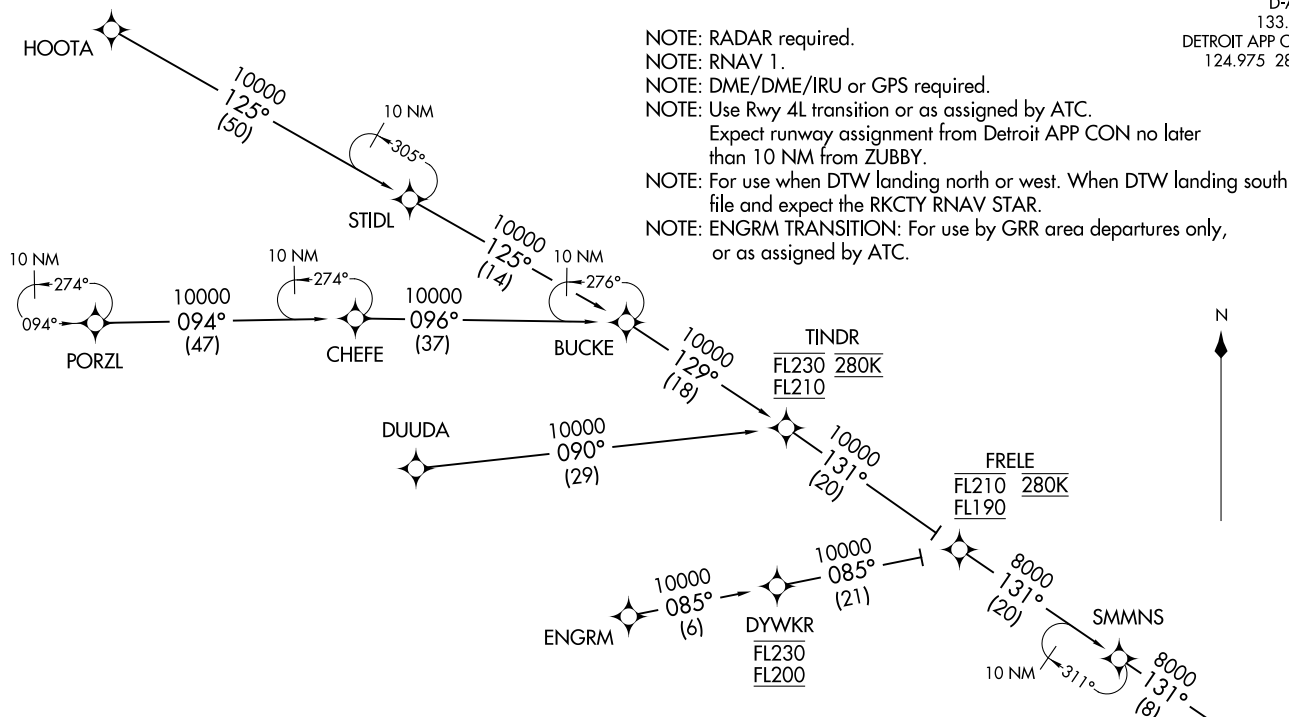 D-A
133.
DETROIT APP C
124.975 28
NOTE: RADAR required.
NOTE: RNAV 1.
NOTE: DME/DME/IRU or GPS required.
NOTE: Use Rwy 4L transition or as assigned by ATC.
Expect runway assignment from Detroit APP CON no later
than 10 NM from ZUBBY.
NOTE: For use when DTW landing north or west. When DTW landing south
file and expect the RKCTY RNAV STAR.
NOTE: ENGRM TRANSITION: For use by GRR area departures only,
or as assigned by ATC.
HOOTA
10000
125°
(50)
10 NM
305°
STIDL
10000
125°
(14)
10 NM
274°
094°
PORZL
10000
094°
(47)
10 NM
274°
CHEFE
10000
096°
(37)
10 NM
276°
BUCKE
10000
129°
(18)
TINDR
FL230 280K
FL210
N
DUUDA
10000
090°
(29)
10000
131°
(20)
FRELE
FL210 280K
FL190
ENGRM
10000
085°
(6)
DYWKR
FL230
FL200
10000
085°
(21)
8000
131°
(20)
SMMNS
10 NM
311°
8000
131°
(8)